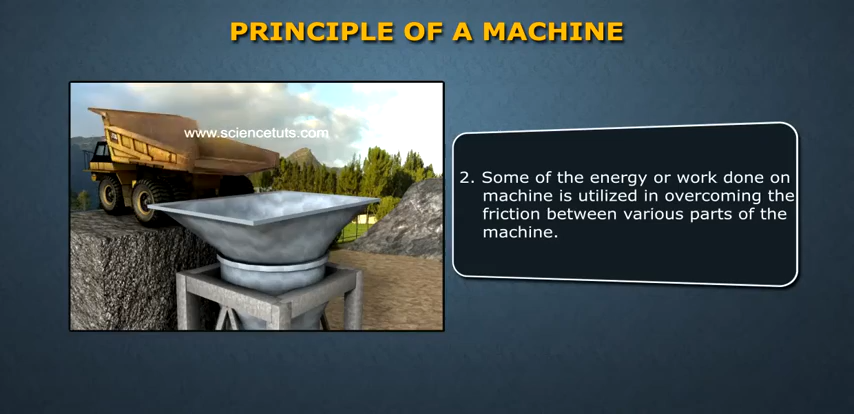 PRINCIPLE OF A MACHINE
www.sciencetuts.com
2. Some of the energy or work done on
machine is utilized in overcoming the
friction between various parts of the
machine.